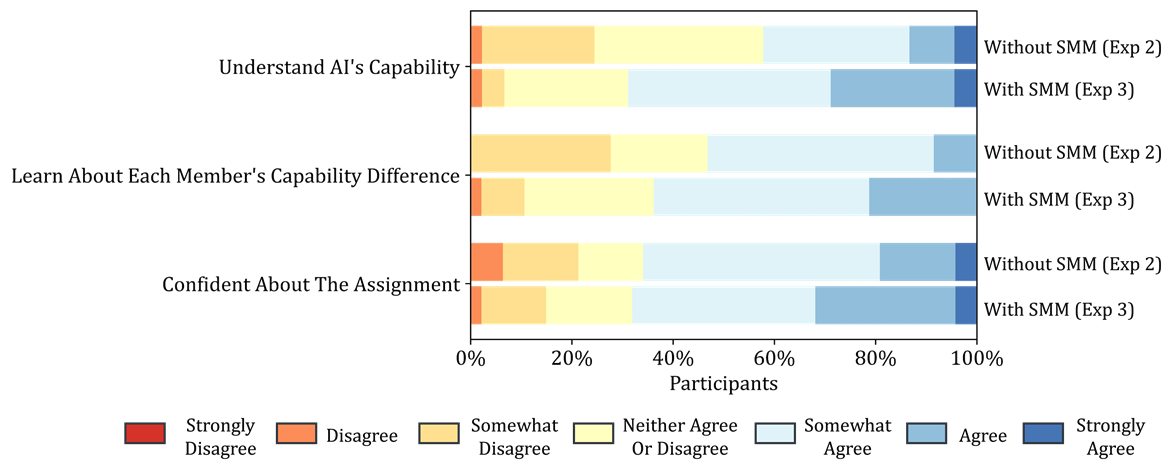 Understand AI's Capability
Without SMM (Exp 2)
With SMM (Exp 3)
Learn About Each Member's Capability Difference
Without SMM (Exp 2)
With SMM (Exp 3)
Confident About The Assignment
Without SMM (Exp 2)
With SMM (Exp 3)
0% 20% 40% 60% 80% 100%
Participants
Strongly
Disagree
Disagree
Somewhat
Disagree
Neither Agree
Or Disagree
Somewhat
Agree
Agree
Strongly
Agree